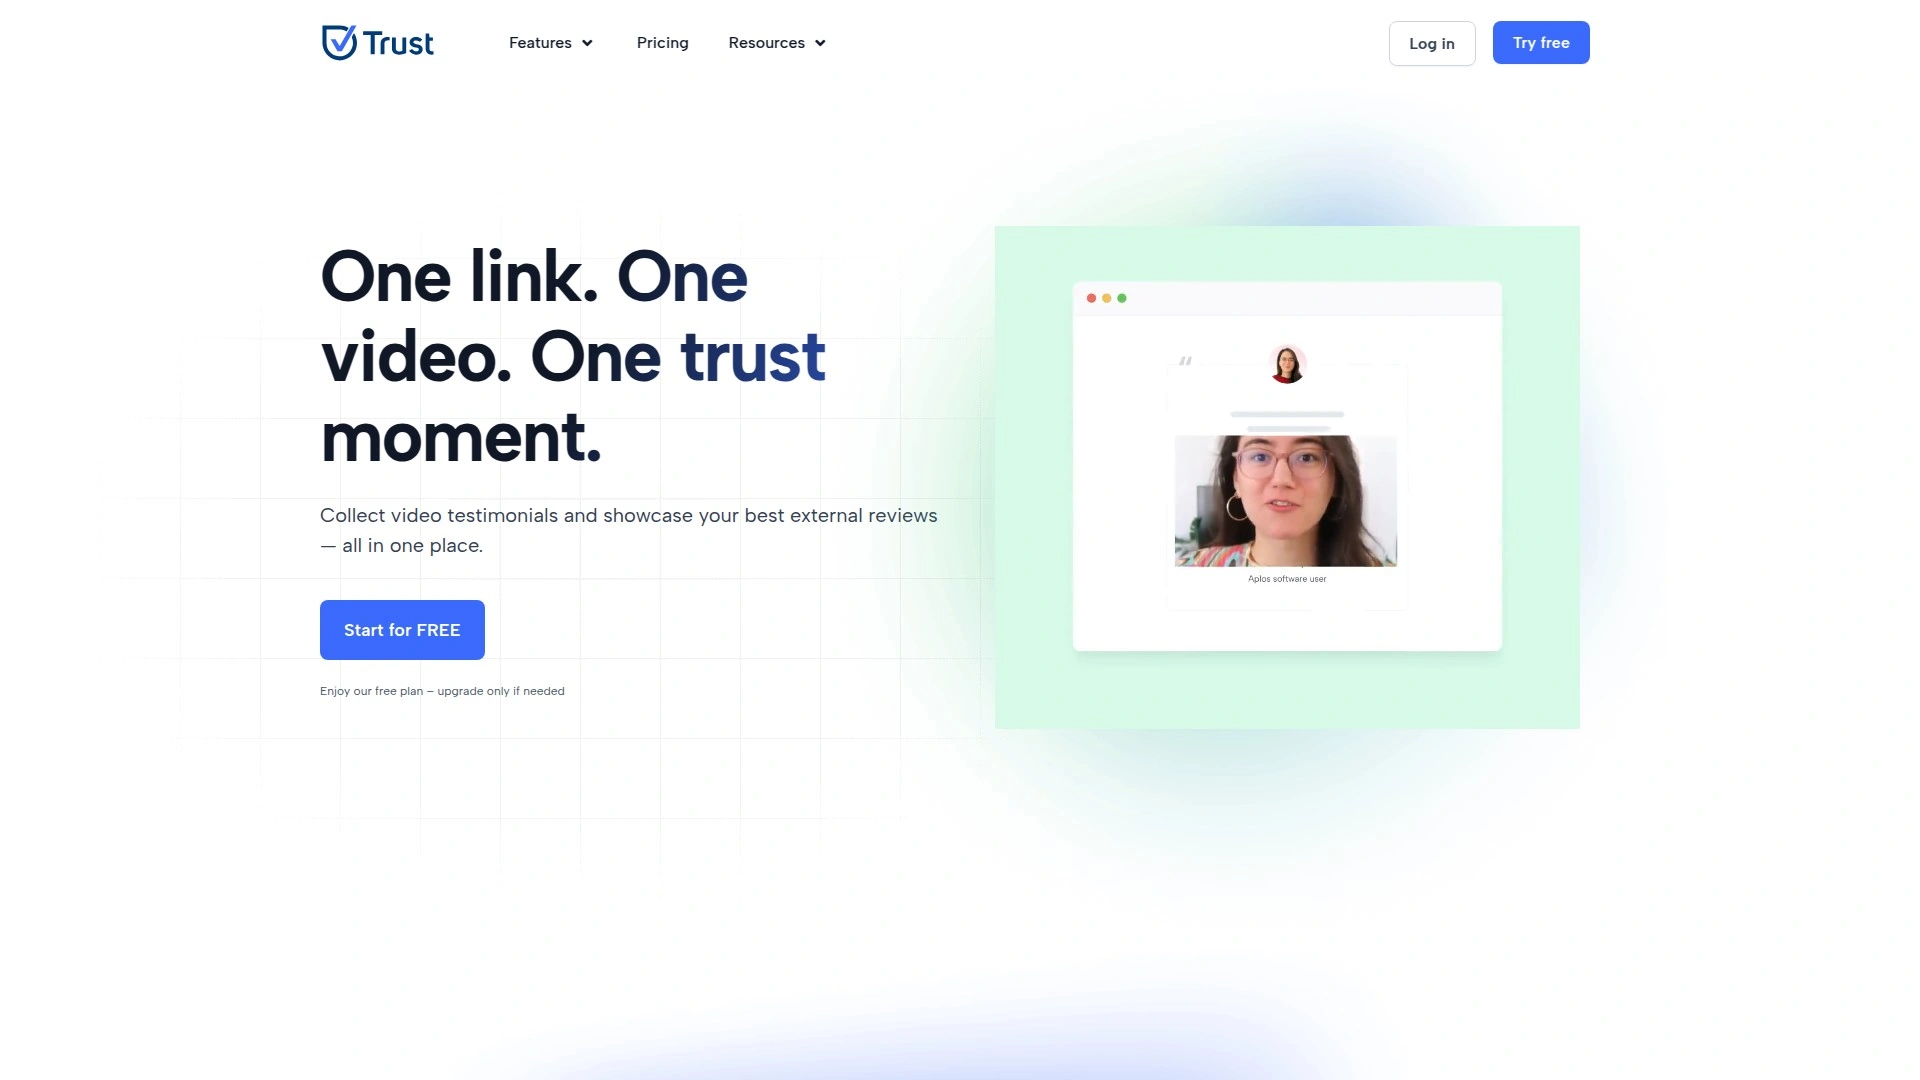 Trust
Features
Pricing
Resources
Log in
Try free
One link. One
video. One trust
moment.
Collect video testimonials and showcase your best external reviews
— all in one place.
Start for FREE
Enjoy our free plan – upgrade only if needed
“
Aplos software user